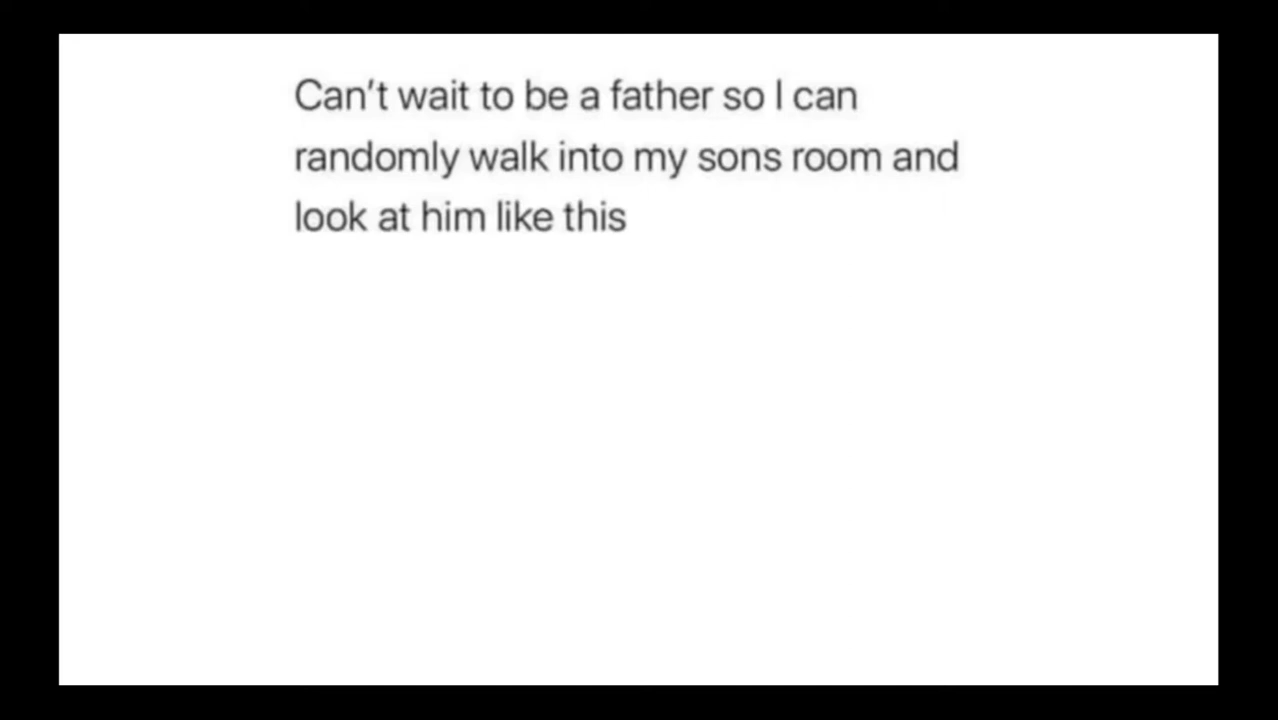 Can't wait to be a father so I can
randomly walk into my sons room and
look at him like this